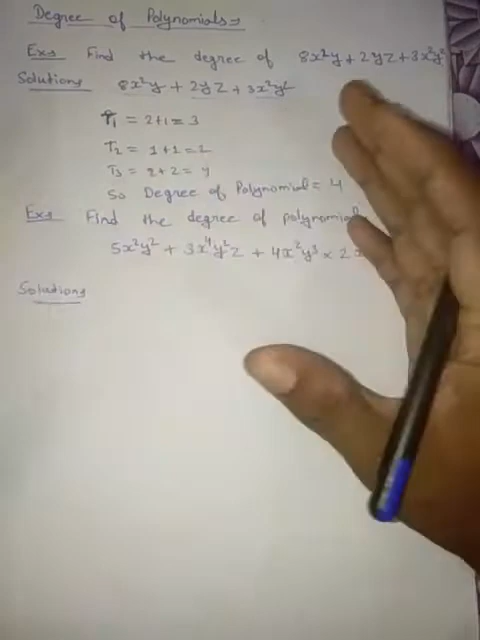 Degree of Polynomials:
Ex: Find the degree of 8x²y + 2yz + 3x²y²
Solution: 8x²y + 2yz + 3x²y²
T₁ = 2+1 = 3
T₂ = 1+1 = 2
T₃ = 2+2 = 4
So Degree of Polynomial = 4
Ex: Find the degree of polynomial
5x²y² + 3x⁴y²z + 4x²y³ × 2
Solution: